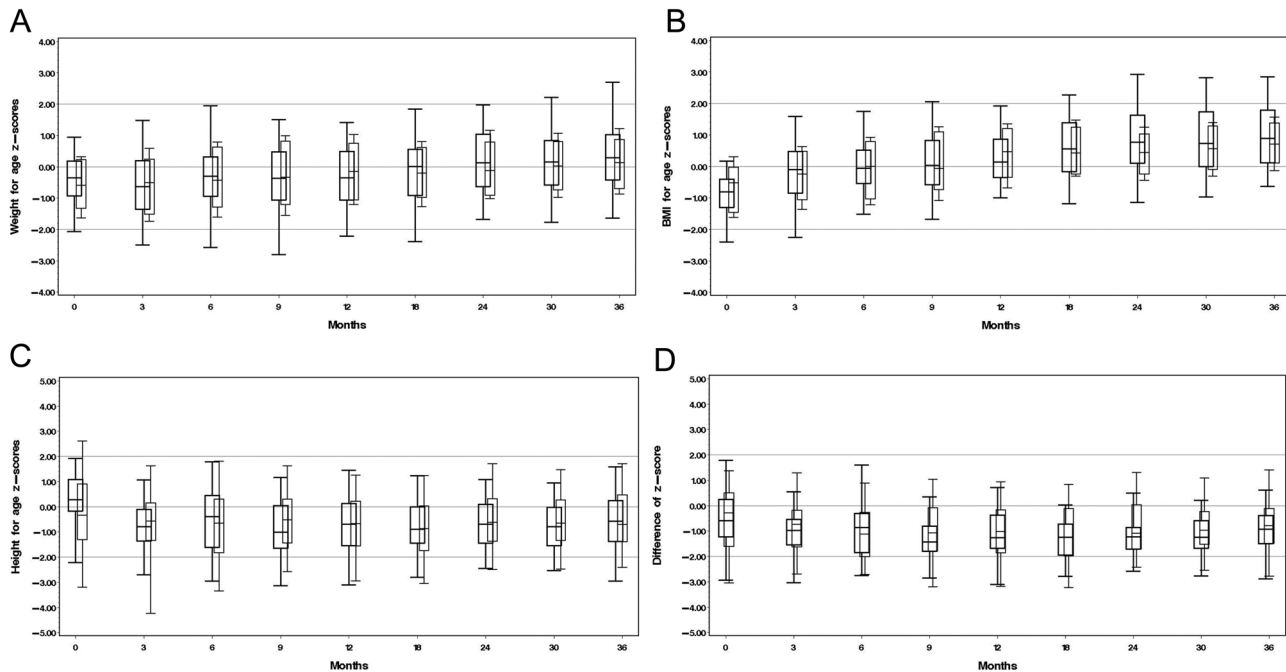 A
Weight for age z-scores
4.00
3.00
2.00
1.00
0.00
-1.00
-2.00
-3.00
-4.00
0 3 6 9 12 18 24 30 36
Months
B
BMI for age z-scores
4.00
3.00
2.00
1.00
0.00
-1.00
-2.00
-3.00
-4.00
0 3 6 9 12 18 24 30 36
Months
C
Height for age z-scores
5.00
4.00
3.00
2.00
1.00
0.00
-1.00
-2.00
-3.00
-4.00
-5.00
0 3 6 9 12 18 24 30 36
Months
D
Difference of z-score
5.00
4.00
3.00
2.00
1.00
0.00
-1.00
-2.00
-3.00
-4.00
-5.00
0 3 6 9 12 18 24 30 36
Months